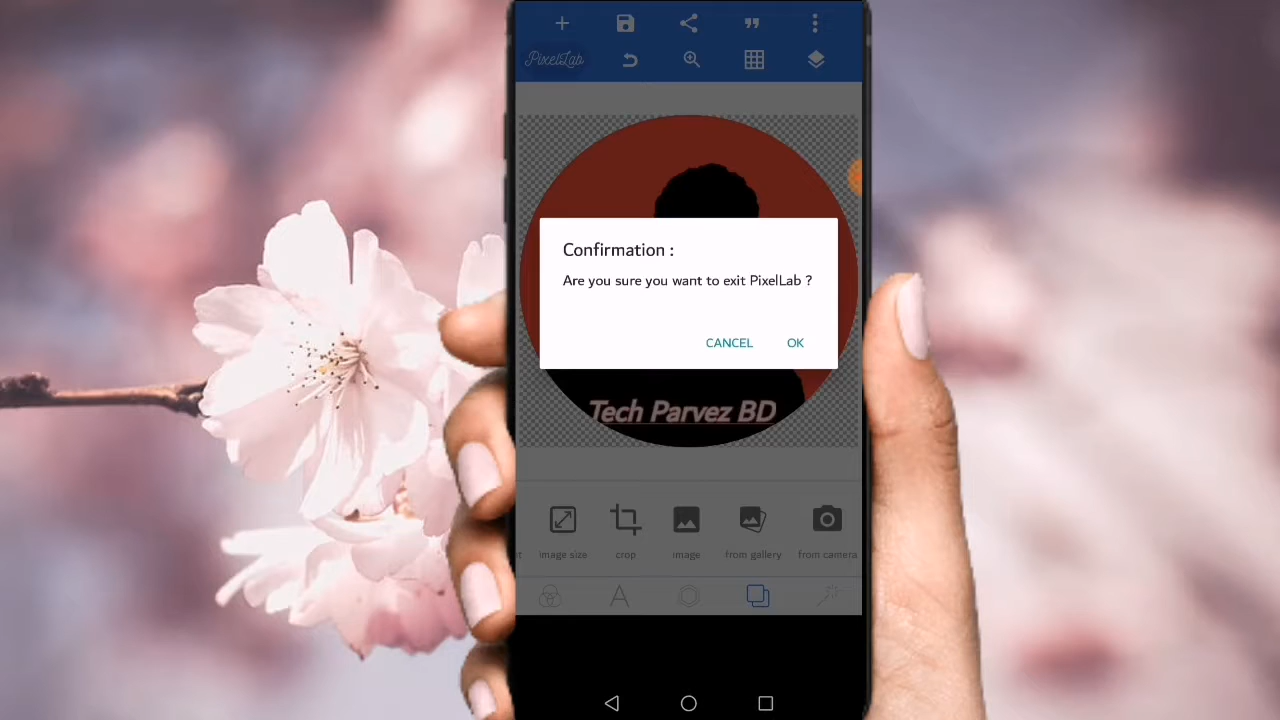 PixelLab
Confirmation :
Are you sure you want to exit PixelLab ?
CANCEL
OK
Tech Parvez BD
t
image size
crop
image
from gallery
from camera